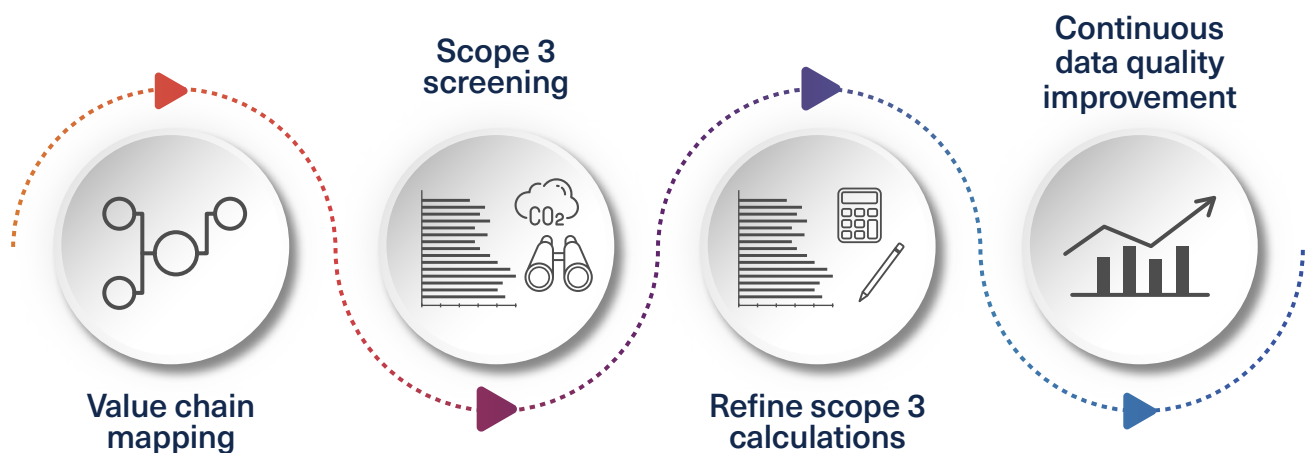 Value chain
mapping
Scope 3
screening
CO2
Refine scope 3
calculations
Continuous
data quality
improvement